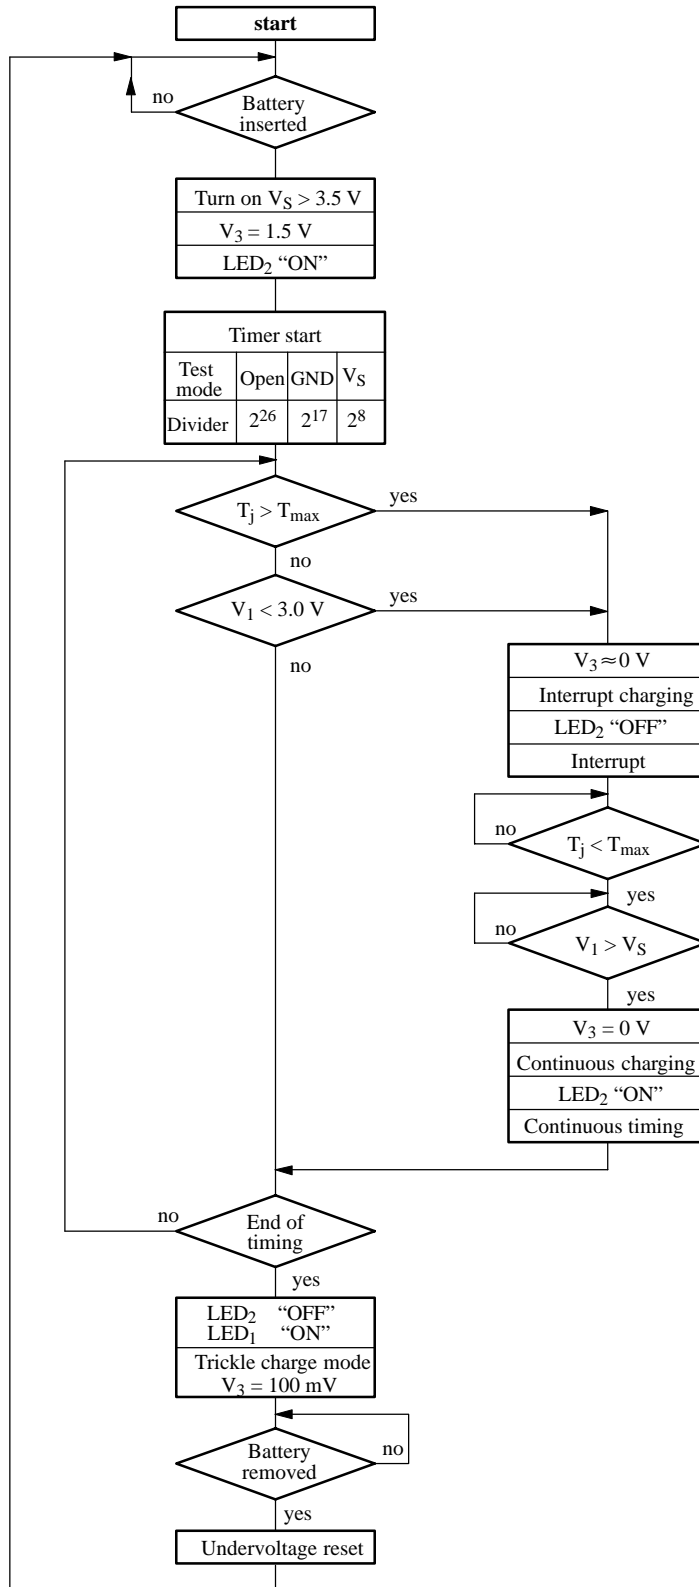 start
no
Battery
inserted
Turn on V_S > 3.5 V
V_3 = 1.5 V
LED_2 “ON”
Timer start
Test mode Open GND V_S
Divider 2^26 2^17 2^8
T_j > T_max
yes
no
V_1 < 3.0 V
yes
no
V_3 ≈ 0 V
Interrupt charging
LED_2 “OFF”
Interrupt
no
T_j < T_max
yes
no
V_1 > V_S
yes
V_3 = 0 V
Continuous charging
LED_2 “ON”
Continuous timing
no
End of
timing
yes
LED_2 “OFF”
LED_1 “ON”
Trickle charge mode
V_3 = 100 mV
Battery
removed
no
yes
Undervoltage reset